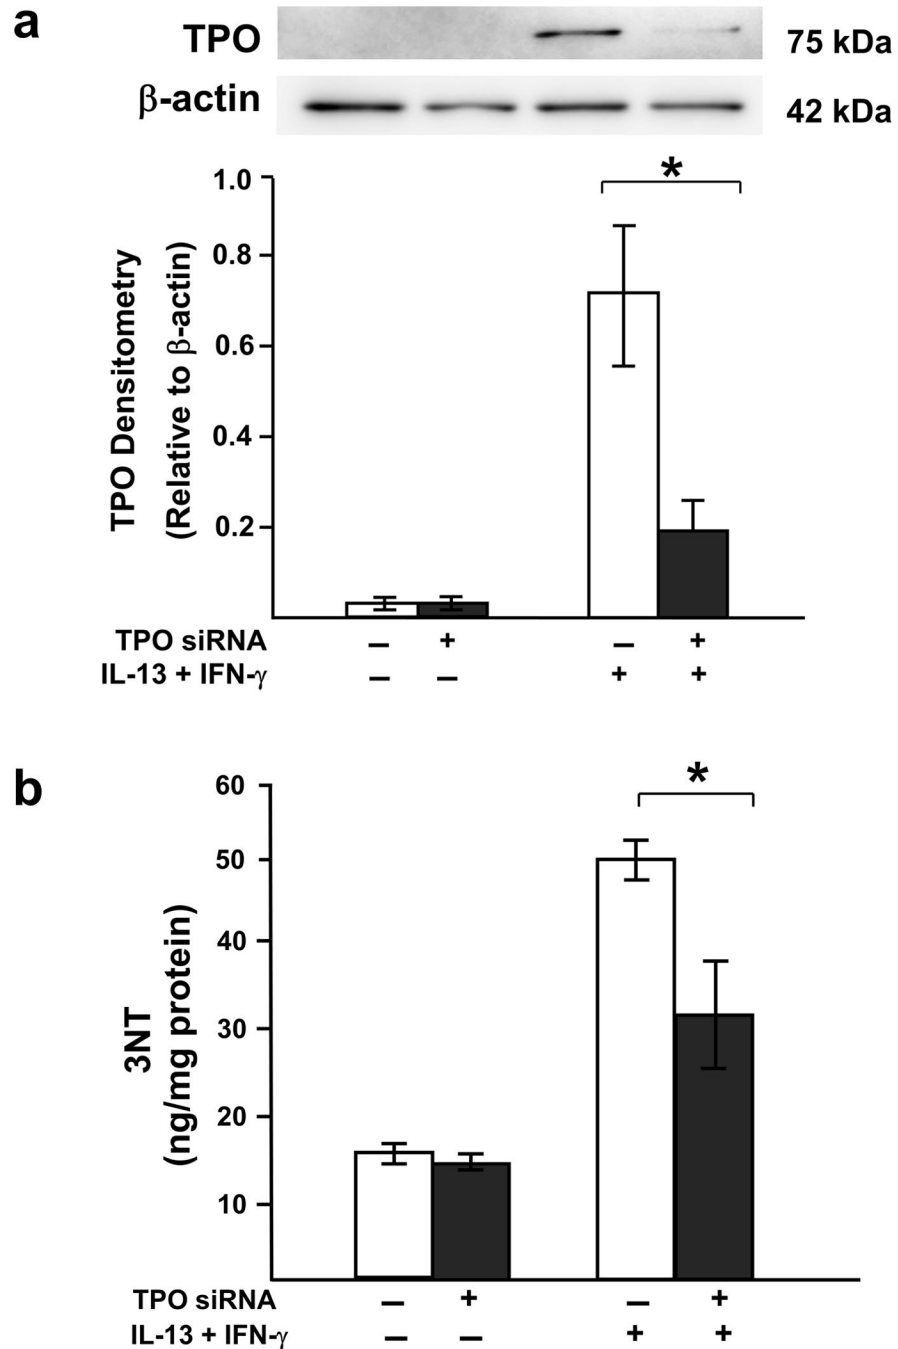 a
TPO
75 kDa
β-actin
42 kDa
*
1.0
0.8
0.6
0.4
0.2
TPO Densitometry
(Relative to β-actin)
TPO siRNA – + – +
IL-13 + IFN-γ – – + +
b
*
60
50
40
30
20
10
3NT
(ng/mg protein)
TPO siRNA – + – +
IL-13 + IFN-γ – – + +